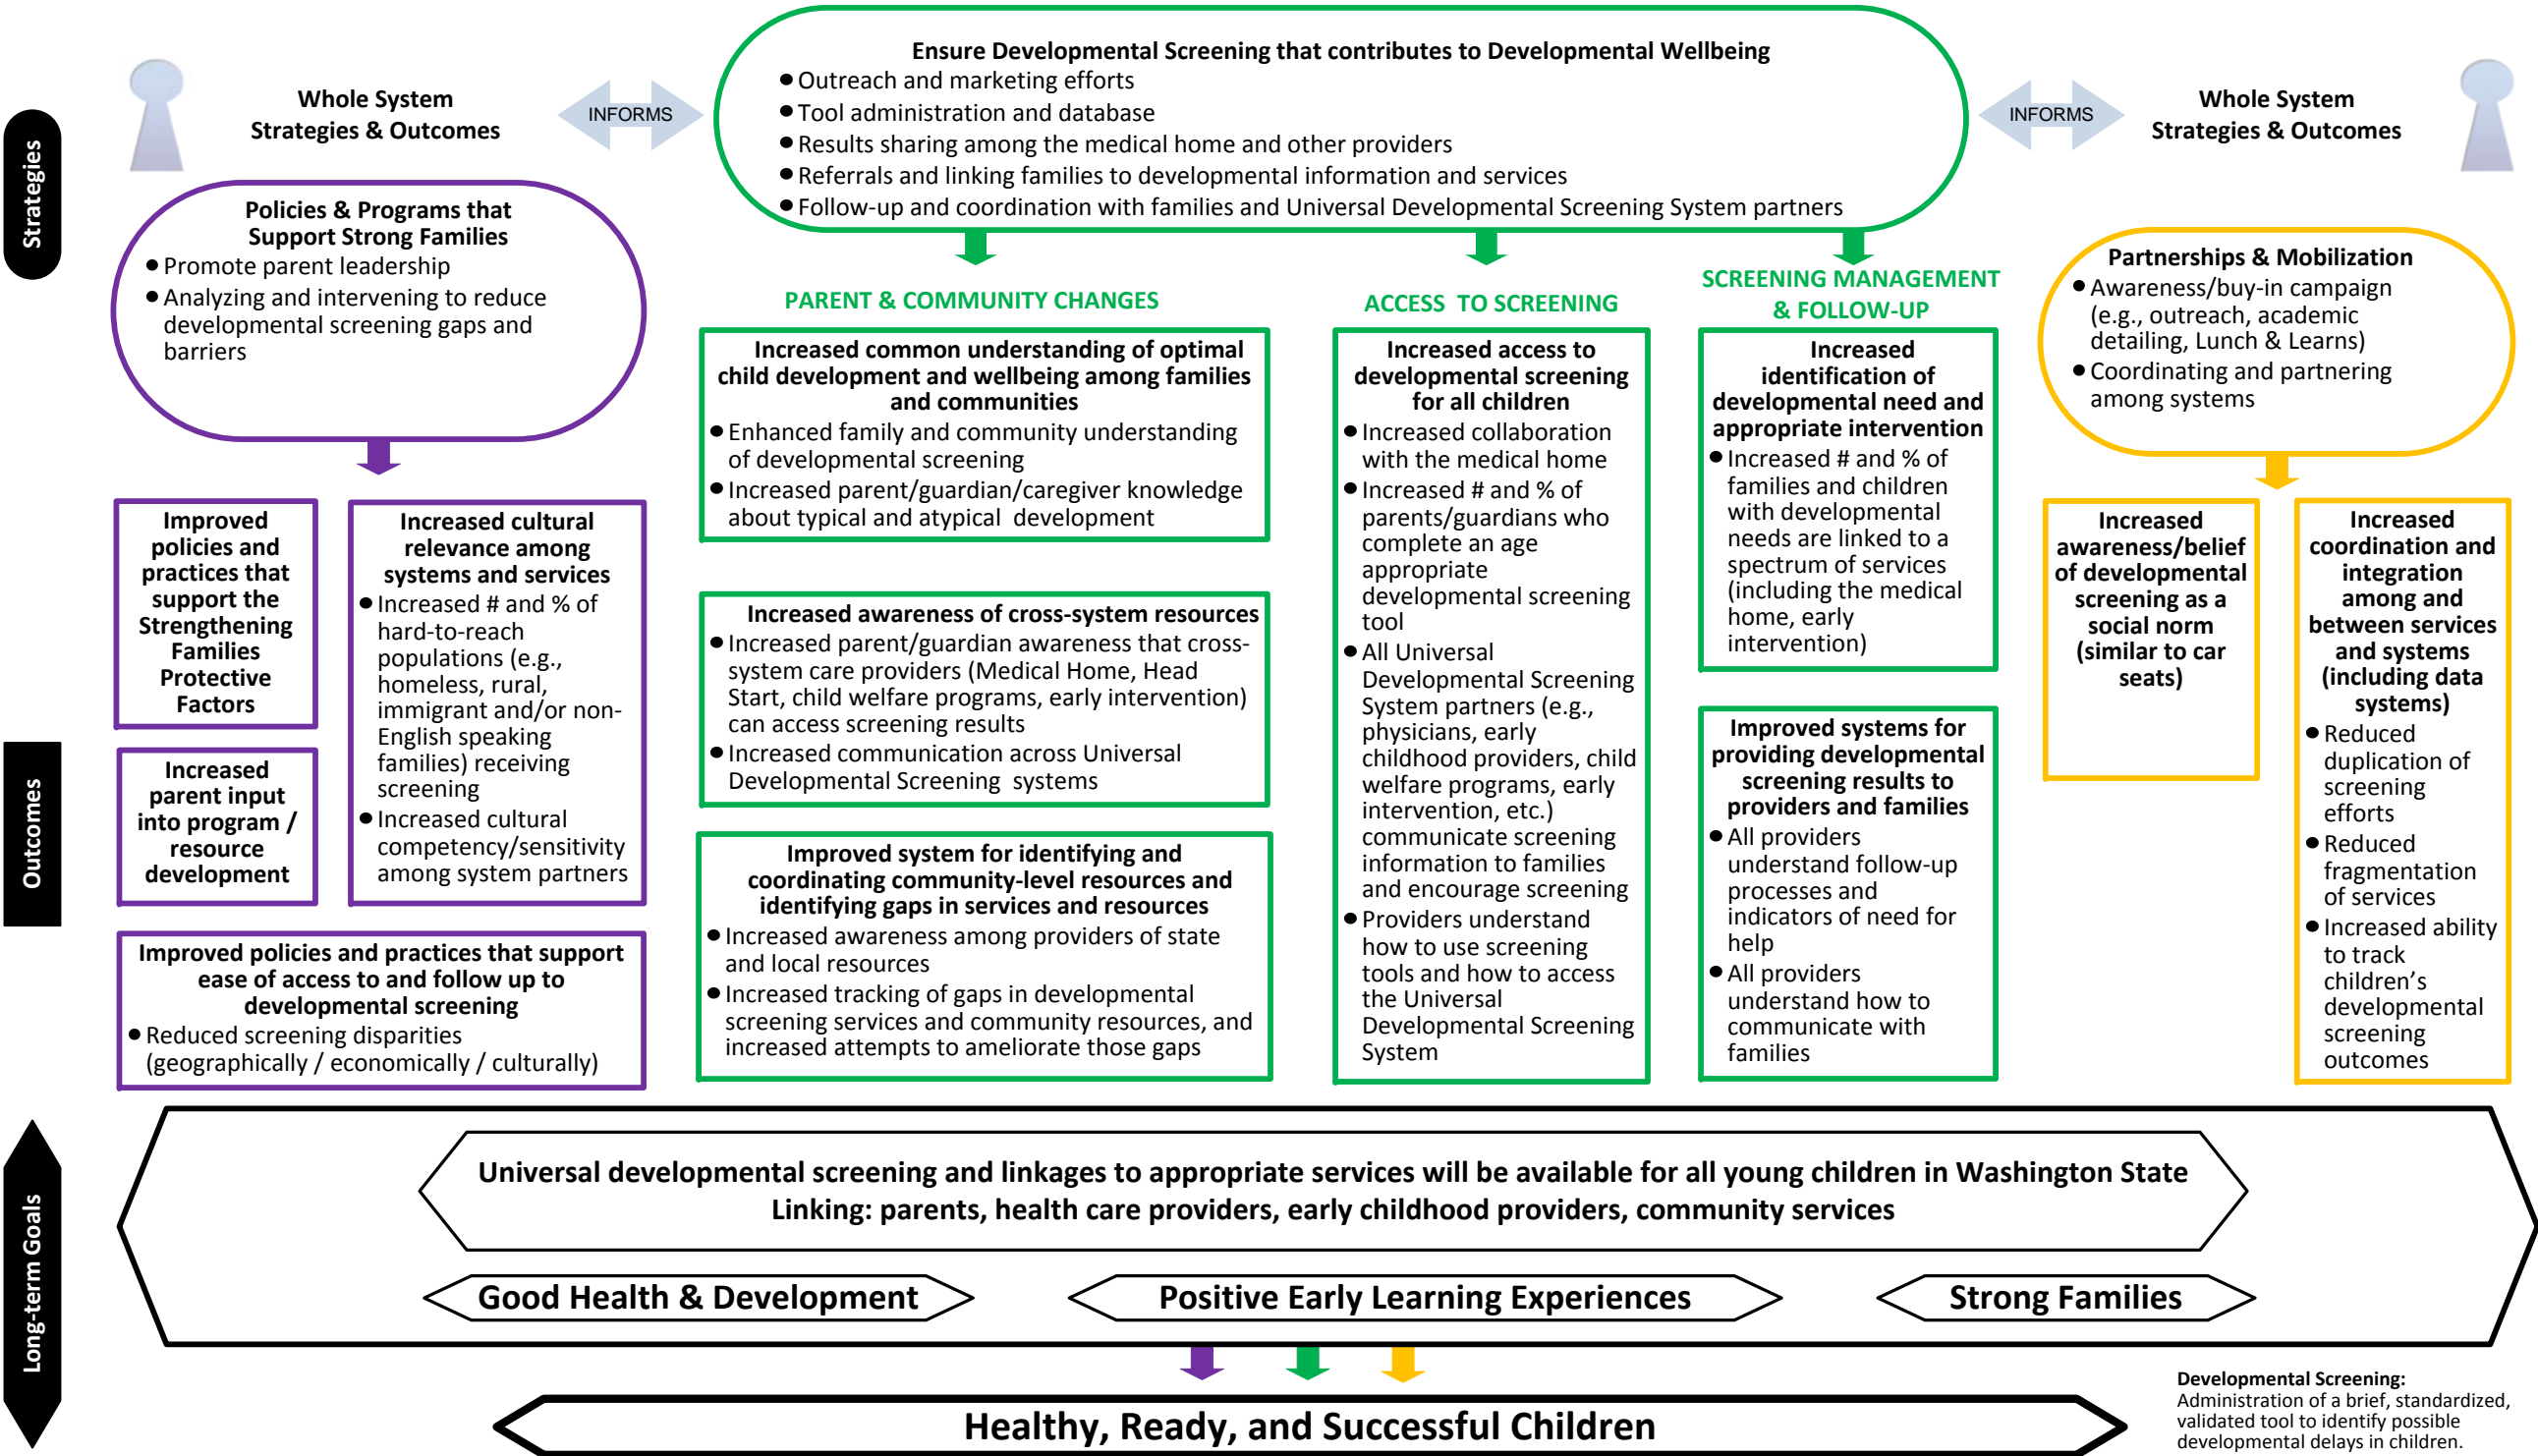 Strategies
Whole System
Strategies & Outcomes
INFORMS
Ensure Developmental Screening that contributes to Developmental Wellbeing
● Outreach and marketing efforts
● Tool administration and database
● Results sharing among the medical home and other providers
● Referrals and linking families to developmental information and services
● Follow-up and coordination with families and Universal Developmental Screening System partners
INFORMS
Whole System
Strategies & Outcomes
Policies & Programs that
Support Strong Families
● Promote parent leadership
● Analyzing and intervening to reduce
developmental screening gaps and
barriers
Partnerships & Mobilization
● Awareness/buy-in campaign
(e.g., outreach, academic
detailing, Lunch & Learns)
● Coordinating and partnering
among systems
Outcomes
Improved
policies and
practices that
support the
Strengthening
Families
Protective
Factors
Increased
parent input
into program /
resource
development
Increased cultural
relevance among
systems and services
● Increased # and % of
hard-to-reach
populations (e.g.,
homeless, rural,
immigrant and/or non-
English speaking
families) receiving
screening
● Increased cultural
competency/sensitivity
among system partners
Improved policies and practices that support
ease of access to and follow up to
developmental screening
● Reduced screening disparities
(geographically / economically / culturally)
PARENT & COMMUNITY CHANGES
Increased common understanding of optimal
child development and wellbeing among families
and communities
● Enhanced family and community understanding
of developmental screening
● Increased parent/guardian/caregiver knowledge
about typical and atypical development
Increased awareness of cross-system resources
● Increased parent/guardian awareness that cross-
system care providers (Medical Home, Head
Start, child welfare programs, early intervention)
can access screening results
● Increased communication across Universal
Developmental Screening systems
Improved system for identifying and
coordinating community-level resources and
identifying gaps in services and resources
● Increased awareness among providers of state
and local resources
● Increased tracking of gaps in developmental
screening services and community resources, and
increased attempts to ameliorate those gaps
ACCESS TO SCREENING
Increased access to
developmental screening
for all children
● Increased collaboration
with the medical home
● Increased # and % of
parents/guardians who
complete an age
appropriate
developmental screening
tool
● All Universal
Developmental Screening
System partners (e.g.,
physicians, early
childhood providers, child
welfare programs, early
intervention, etc.)
communicate screening
information to families
and encourage screening
● Providers understand
how to use screening
tools and how to access
the Universal
Developmental Screening
System
SCREENING MANAGEMENT
& FOLLOW-UP
Increased
identification of
developmental need and
appropriate intervention
● Increased # and % of
families and children
with developmental
needs are linked to a
spectrum of services
(including the medical
home, early
intervention)
Improved systems for
providing developmental
screening results to
providers and families
● All providers
understand follow-up
processes and
indicators of need for
help
● All providers
understand how to
communicate with
families
Increased
awareness/belief
of developmental
screening as a
social norm
(similar to car
seats)
Increased
coordination and
integration
among and
between services
and systems
(including data
systems)
● Reduced
duplication of
screening
efforts
● Reduced
fragmentation
of services
● Increased ability
to track
children's
developmental
screening
outcomes
Long-term Goals
Universal developmental screening and linkages to appropriate services will be available for all young children in Washington State
Linking: parents, health care providers, early childhood providers, community services
Good Health & Development
Positive Early Learning Experiences
Strong Families
Healthy, Ready, and Successful Children
Developmental Screening:
Administration of a brief, standardized,
validated tool to identify possible
developmental delays in children.